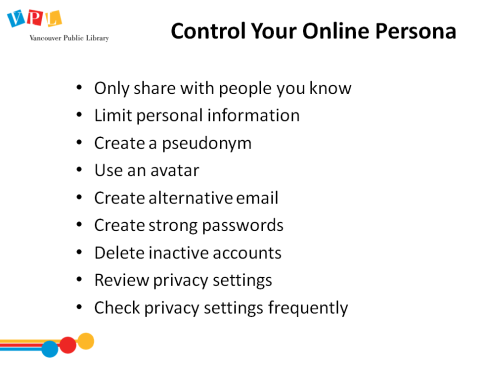 VPL
Vancouver Public Library
Control Your Online Persona
• Only share with people you know
• Limit personal information
• Create a pseudonym
• Use an avatar
• Create alternative email
• Create strong passwords
• Delete inactive accounts
• Review privacy settings
• Check privacy settings frequently